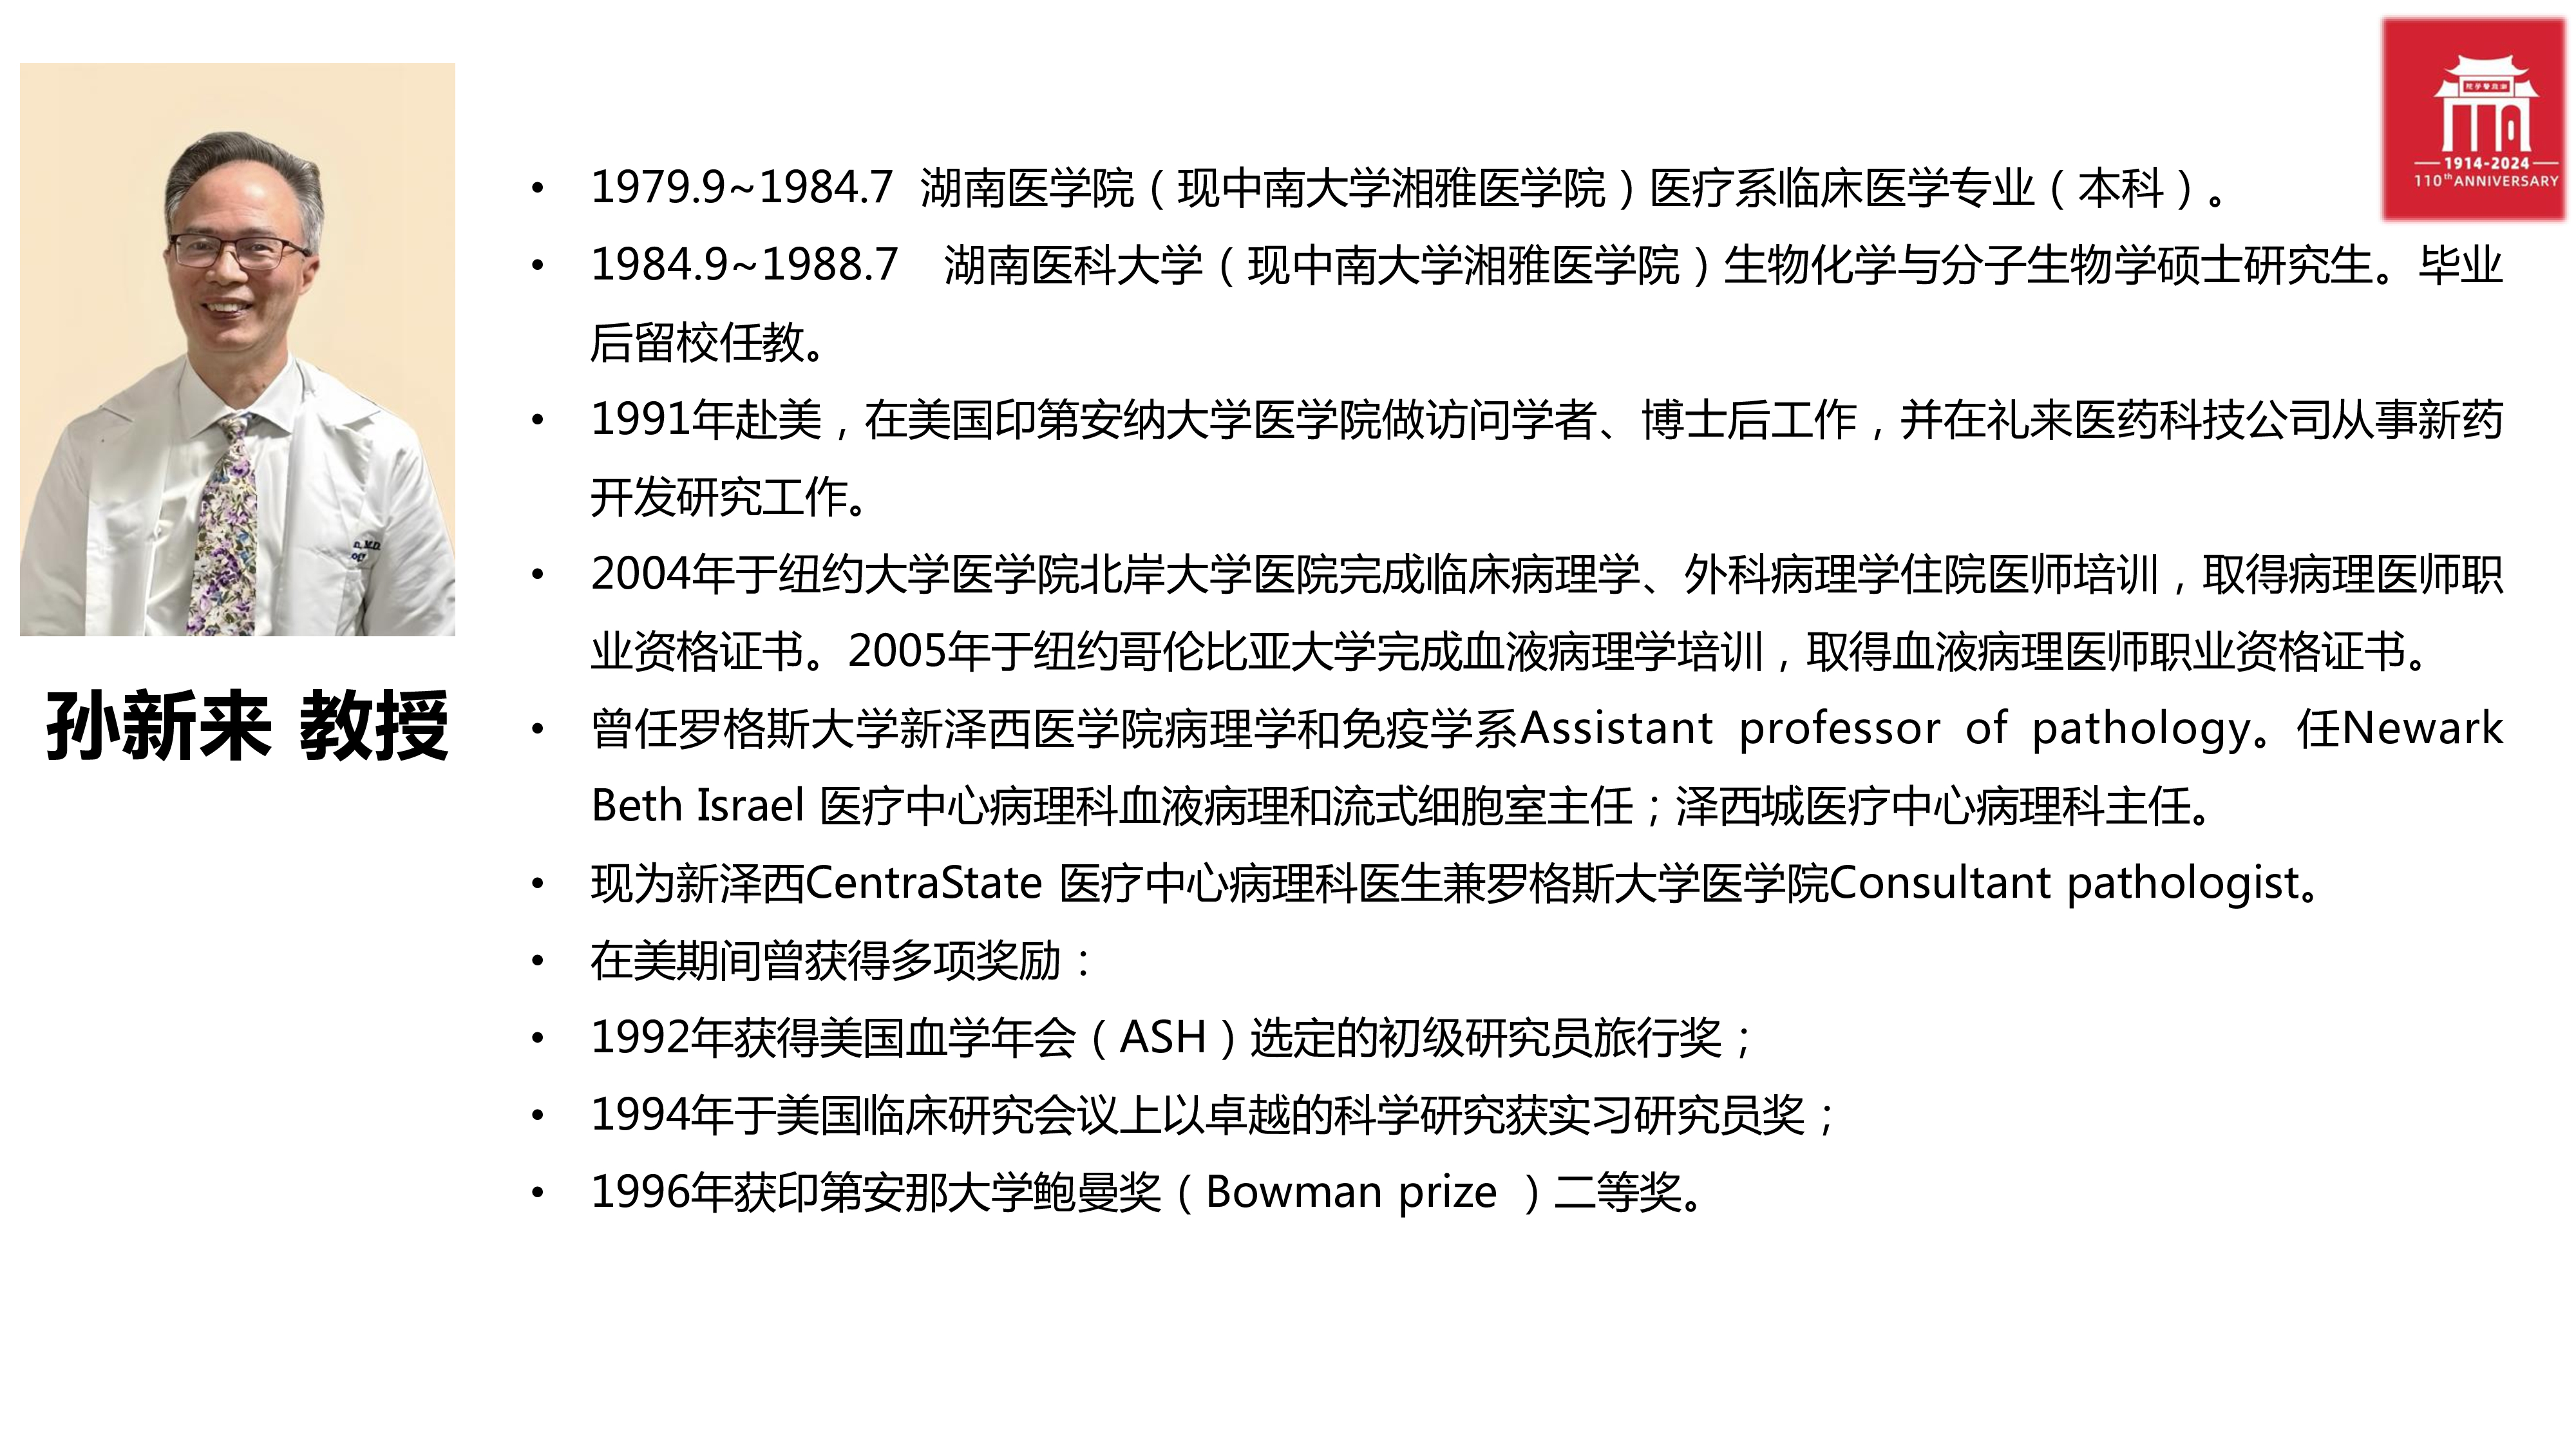 湘雅醫學院
1914-2024
110th ANNIVERSARY
• 1979.9~1984.7 湖南医学院（现中南大学湘雅医学院）医疗系临床医学专业（本科）。
• 1984.9~1988.7 湖南医科大学（现中南大学湘雅医学院）生物化学与分子生物学硕士研究生。毕业
后留校任教。
• 1991年赴美，在美国印第安纳大学医学院做访问学者、博士后工作，并在礼来医药科技公司从事新药
开发研究工作。
• 2004年于纽约大学医学院北岸大学医院完成临床病理学、外科病理学住院医师培训，取得病理医师职
业资格证书。2005年于纽约哥伦比亚大学完成血液病理学培训，取得血液病理医师职业资格证书。
• 曾任罗格斯大学新泽西医学院病理学和免疫学系Assistant professor of pathology。任Newark
Beth Israel 医疗中心病理科血液病理和流式细胞室主任；泽西城医疗中心病理科主任。
• 现为新泽西CentraState 医疗中心病理科医生兼罗格斯大学医学院Consultant pathologist。
• 在美期间曾获得多项奖励：
• 1992年获得美国血学年会（ASH）选定的初级研究员旅行奖；
• 1994年于美国临床研究会议上以卓越的科学研究获实习研究员奖；
• 1996年获印第安那大学鲍曼奖（Bowman prize ）二等奖。
孙新来 教授
M.D.